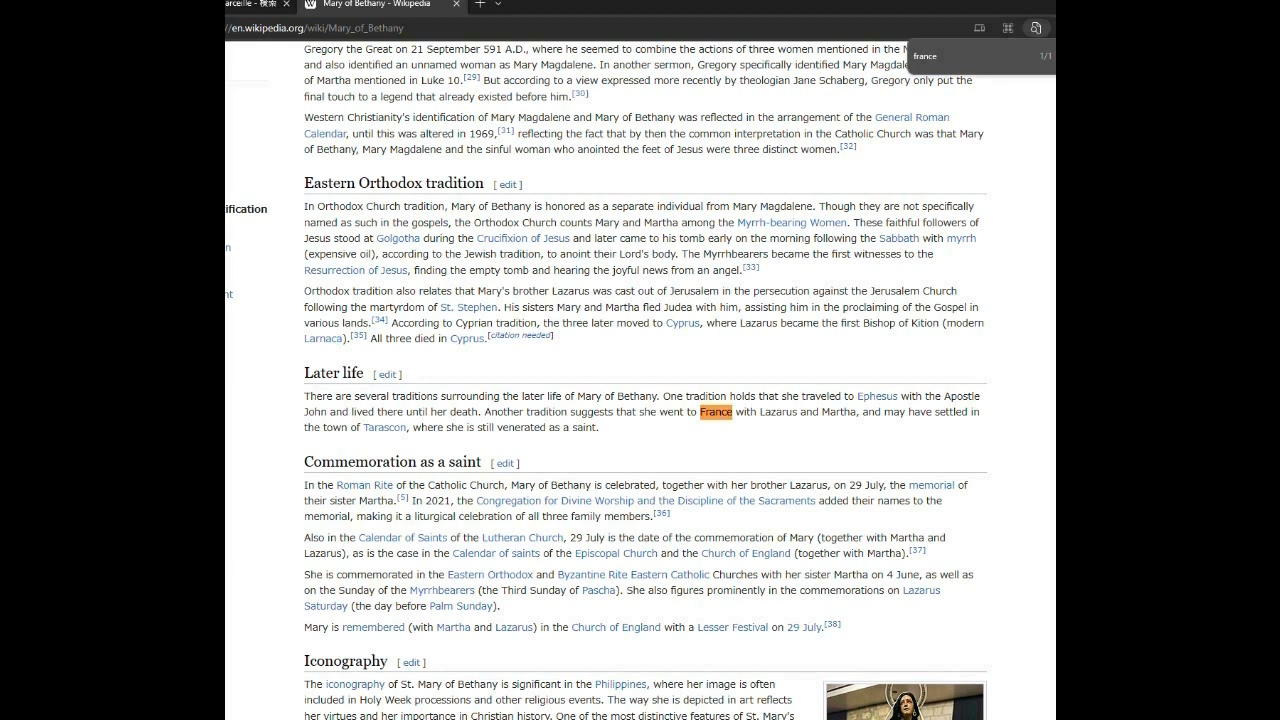 arceille - 検索
Mary of Bethany - Wikipedia
//en.wikipedia.org/wiki/Mary_of_Bethany
france 1/1
Gregory the Great on 21 September 591 A.D., where he seemed to combine the actions of three women mentioned in the N
and also identified an unnamed woman as Mary Magdalene. In another sermon, Gregory specifically identified Mary Magdale
of Martha mentioned in Luke 10.[29] But according to a view expressed more recently by theologian Jane Schaberg, Gregory only put the
final touch to a legend that already existed before him.[30]
Western Christianity's identification of Mary Magdalene and Mary of Bethany was reflected in the arrangement of the General Roman
Calendar, until this was altered in 1969,[31] reflecting the fact that by then the common interpretation in the Catholic Church was that Mary
of Bethany, Mary Magdalene and the sinful woman who anointed the feet of Jesus were three distinct women.[32]
Eastern Orthodox tradition [ edit ]
ification
In Orthodox Church tradition, Mary of Bethany is honored as a separate individual from Mary Magdalene. Though they are not specifically
named as such in the gospels, the Orthodox Church counts Mary and Martha among the Myrrh-bearing Women. These faithful followers of
Jesus stood at Golgotha during the Crucifixion of Jesus and later came to his tomb early on the morning following the Sabbath with myrrh
n
(expensive oil), according to the Jewish tradition, to anoint their Lord's body. The Myrrhbearers became the first witnesses to the
Resurrection of Jesus, finding the empty tomb and hearing the joyful news from an angel.[33]
nt
Orthodox tradition also relates that Mary's brother Lazarus was cast out of Jerusalem in the persecution against the Jerusalem Church
following the martyrdom of St. Stephen. His sisters Mary and Martha fled Judea with him, assisting him in the proclaiming of the Gospel in
various lands.[34] According to Cyprian tradition, the three later moved to Cyprus, where Lazarus became the first Bishop of Kition (modern
Larnaca).[35] All three died in Cyprus.[citation needed]
Later life [ edit ]
There are several traditions surrounding the later life of Mary of Bethany. One tradition holds that she traveled to Ephesus with the Apostle
John and lived there until her death. Another tradition suggests that she went to France with Lazarus and Martha, and may have settled in
the town of Tarascon, where she is still venerated as a saint.
Commemoration as a saint [ edit ]
In the Roman Rite of the Catholic Church, Mary of Bethany is celebrated, together with her brother Lazarus, on 29 July, the memorial of
their sister Martha.[5] In 2021, the Congregation for Divine Worship and the Discipline of the Sacraments added their names to the
memorial, making it a liturgical celebration of all three family members.[36]
Also in the Calendar of Saints of the Lutheran Church, 29 July is the date of the commemoration of Mary (together with Martha and
Lazarus), as is the case in the Calendar of saints of the Episcopal Church and the Church of England (together with Martha).[37]
She is commemorated in the Eastern Orthodox and Byzantine Rite Eastern Catholic Churches with her sister Martha on 4 June, as well as
on the Sunday of the Myrrhbearers (the Third Sunday of Pascha). She also figures prominently in the commemorations on Lazarus
Saturday (the day before Palm Sunday).
Mary is remembered (with Martha and Lazarus) in the Church of England with a Lesser Festival on 29 July.[38]
Iconography [ edit ]
The iconography of St. Mary of Bethany is significant in the Philippines, where her image is often
included in Holy Week processions and other religious events. The way she is depicted in art reflects
her virtues and her importance in Christian history. One of the most distinctive features of St. Mary's